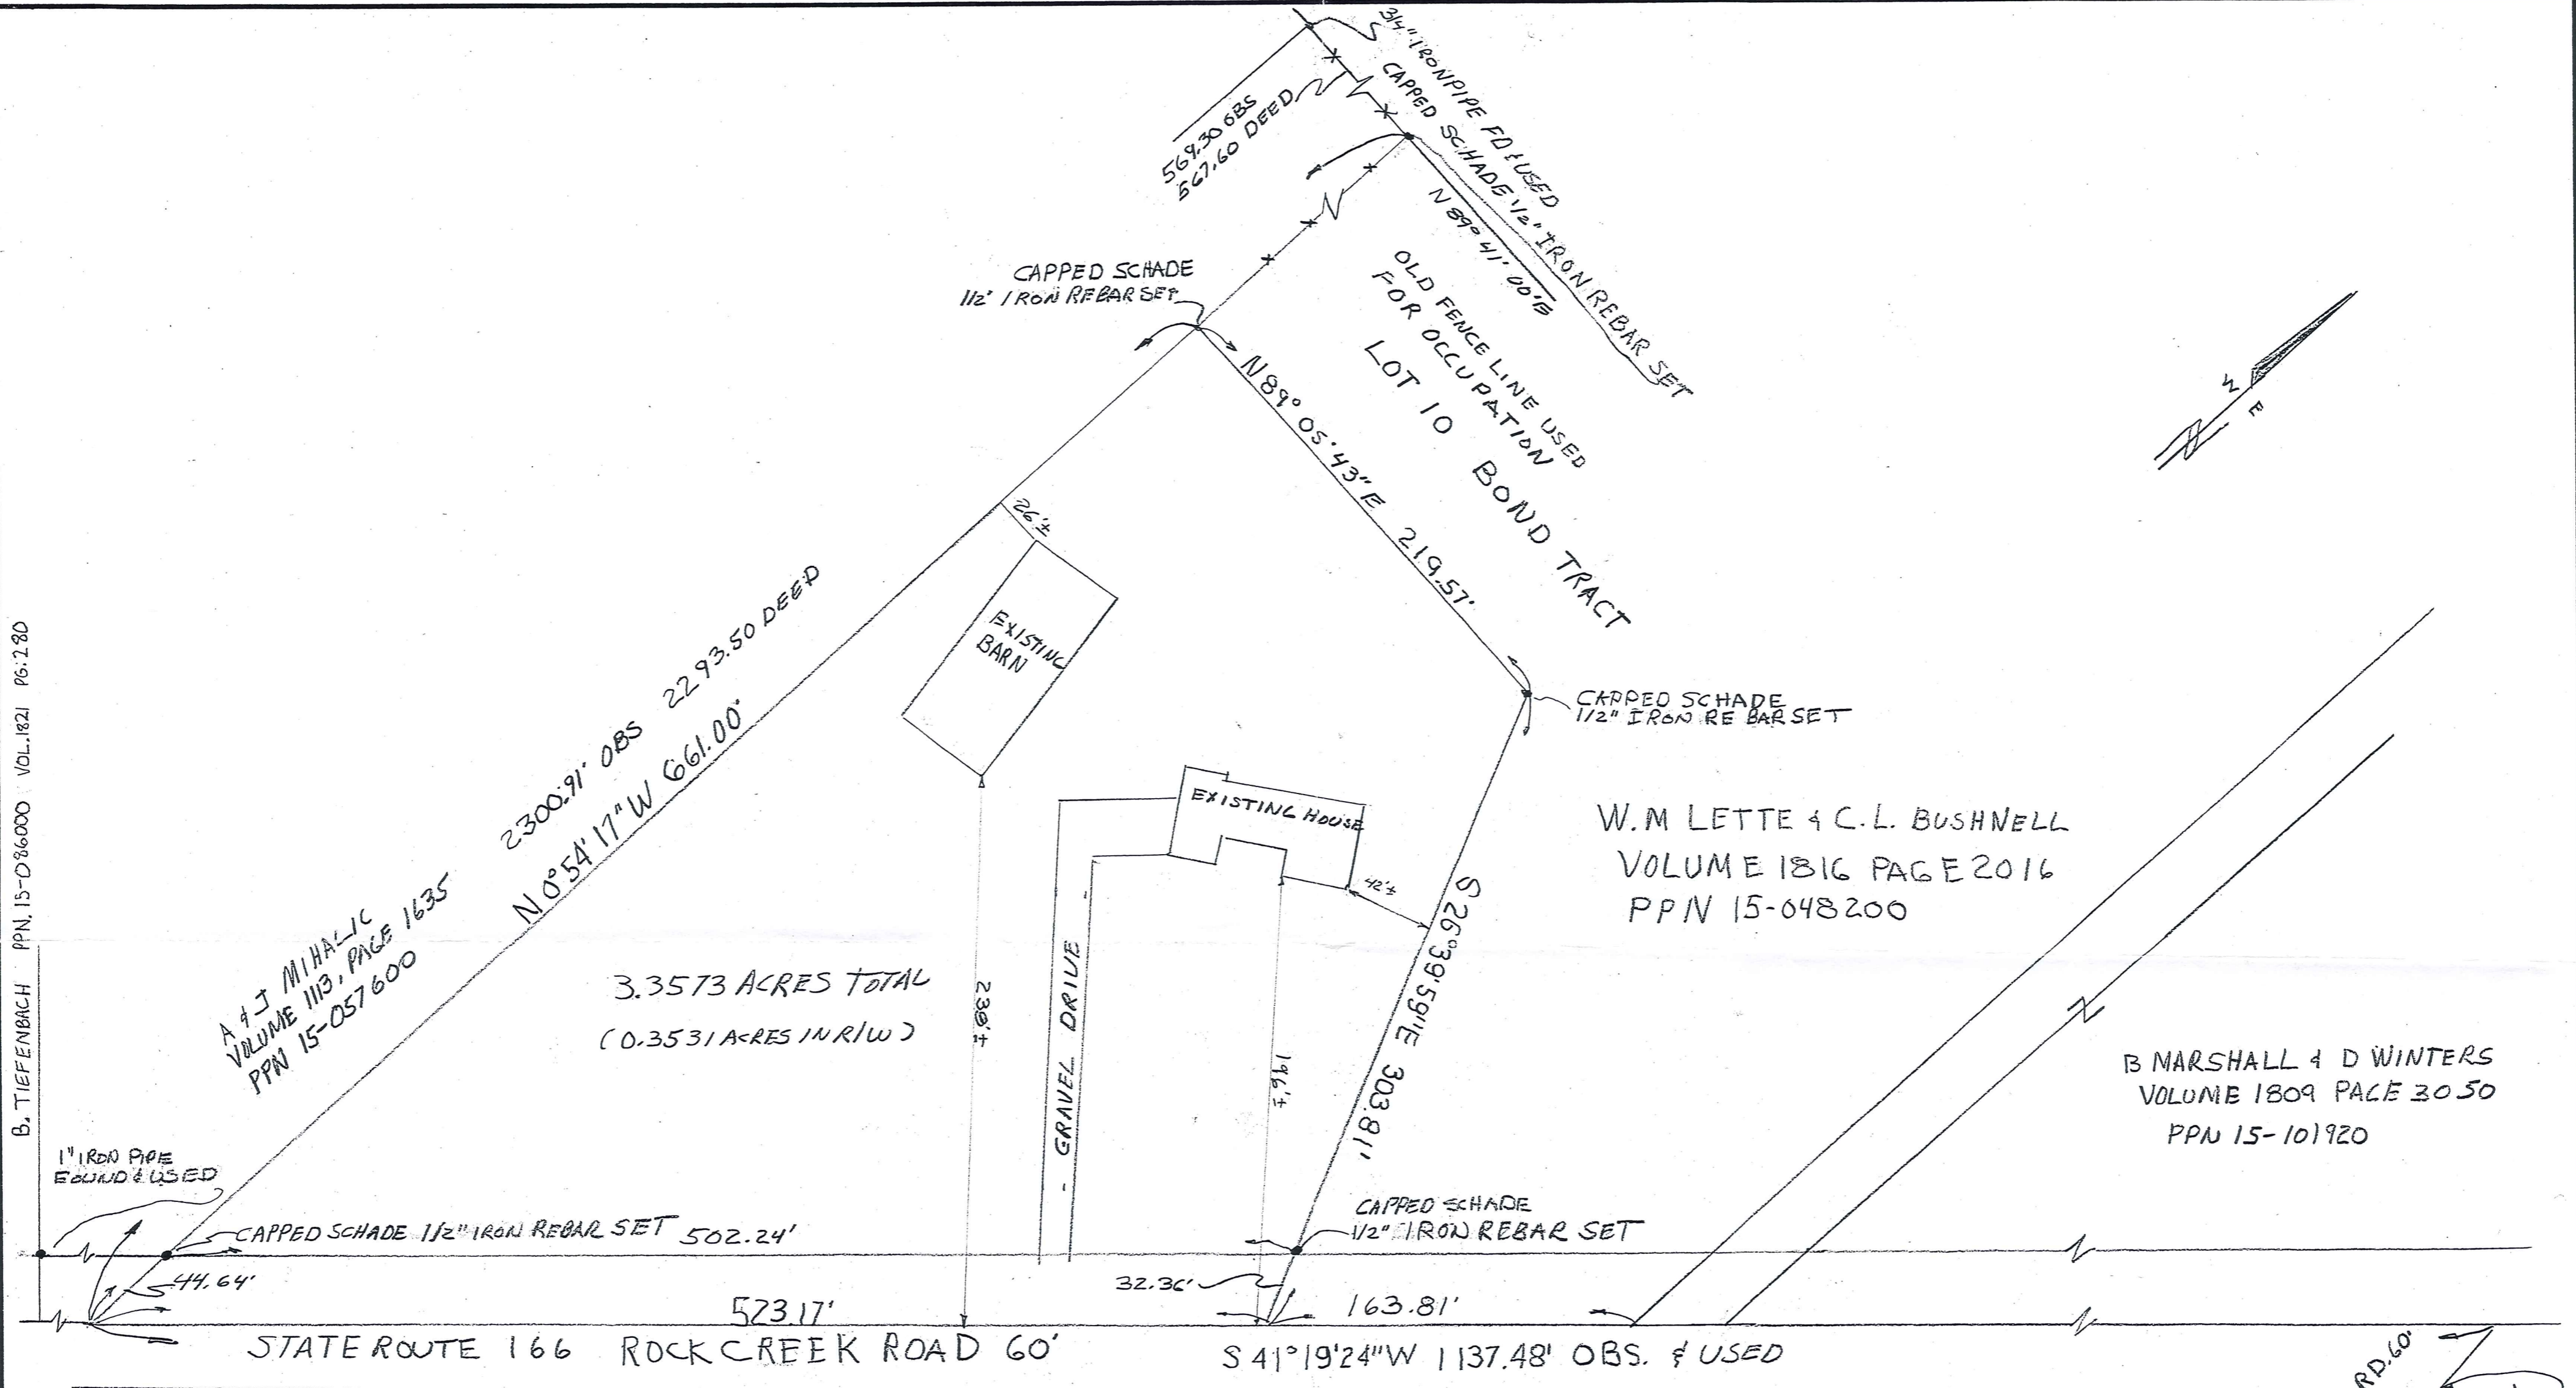 3/4" IRONPIPE FD & USED
CAPPED SCHADE 1/2" IRON REBAR SET
569.30 OBS
567.60 DEED
N 89° 41' 00"E
CAPPED SCHADE
1/2" IRON REBAR SET
OLD FENCE LINE USED
FOR OCCUPATION
LOT 10 BOND TRACT
N 89° 05' 43" E 219.57'
W
E
N
26'±
EXISTING
BARN
CAPPED SCHADE
1/2" IRON RE BAR SET
EXISTING HOUSE
42'±
S 26° 39' 59" E 303.81'
W.M LETTE & C.L. BUSHNELL
VOLUME 1816 PAGE 2016
PPN 15-048200
2300.91' OBS 2293.50 DEED
N 0° 54' 17" W 661.00'
A & J MIHALIC
VOLUME 1113, PAGE 1635
PPN 15-057600
B. TIEFFENBACH PPN. 15-086000 VOL.1821 PG:280
3.3573 ACRES TOTAL
(0.3531 ACRES IN R/W)
GRAVEL DRIVE
196'±
B MARSHALL & D WINTERS
VOLUME 1809 PAGE 3050
PPN 15-101920
1" IRON PIPE
FOUND & USED
CAPPED SCHADE 1/2" IRON REBAR SET 502.24'
CAPPED SCHADE
1/2" IRON REBAR SET
44.64'
32.36'
523.17'
163.81'
STATE ROUTE 166 ROCK CREEK ROAD 60'
S 41° 19' 24" W 1137.48' OBS. & USED
RD. 60'